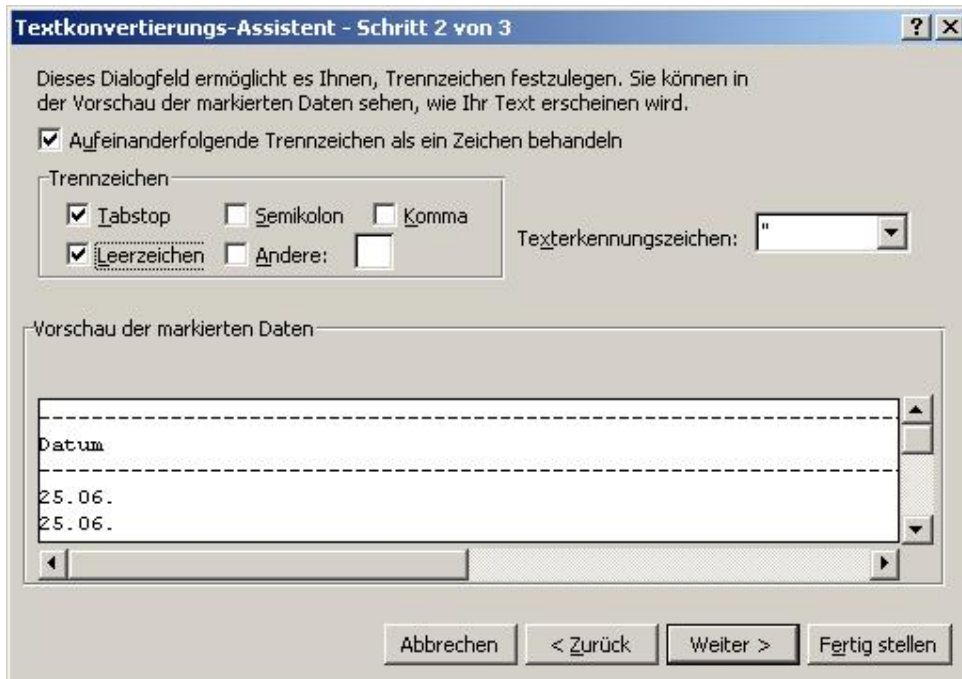 Textkonvertierungs-Assistent - Schritt 2 von 3
Dieses Dialogfeld ermöglicht es Ihnen, Trennzeichen festzulegen. Sie können in
der Vorschau der markierten Daten sehen, wie Ihr Text erscheinen wird.
Aufeinanderfolgende Trennzeichen als ein Zeichen behandeln
Trennzeichen
Tabstop Semikolon Komma
Leerzeichen Andere:
Texterkennungszeichen: "
Vorschau der markierten Daten
Datum
25.06.
25.06.
Abbrechen < Zurück Weiter > Fertig stellen